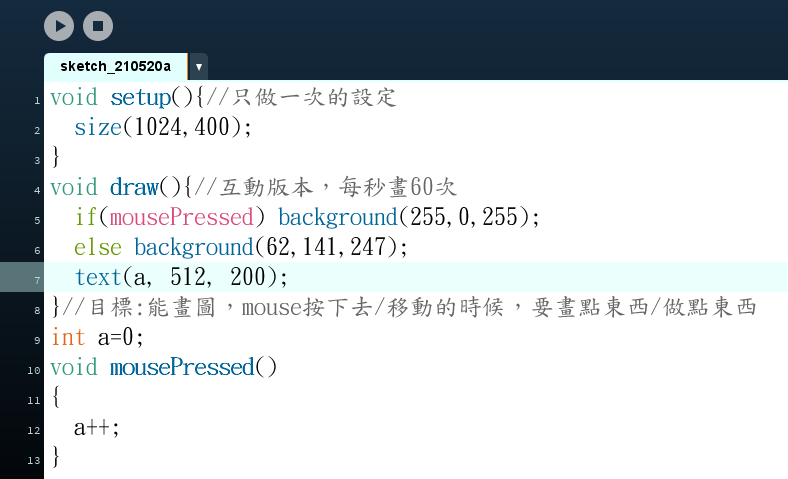 sketch_210520a
1 void setup(){//只做一次的設定
2   size(1024,400);
3 }
4 void draw(){//互動版本，每秒畫60次
5   if(mousePressed) background(255,0,255);
6   else background(62,141,247);
7   text(a, 512, 200);
8 }//目標:能畫圖，mouse按下去/移動的時候，要畫點東西/做點東西
9 int a=0;
10 void mousePressed()
11 {
12   a++;
13 }